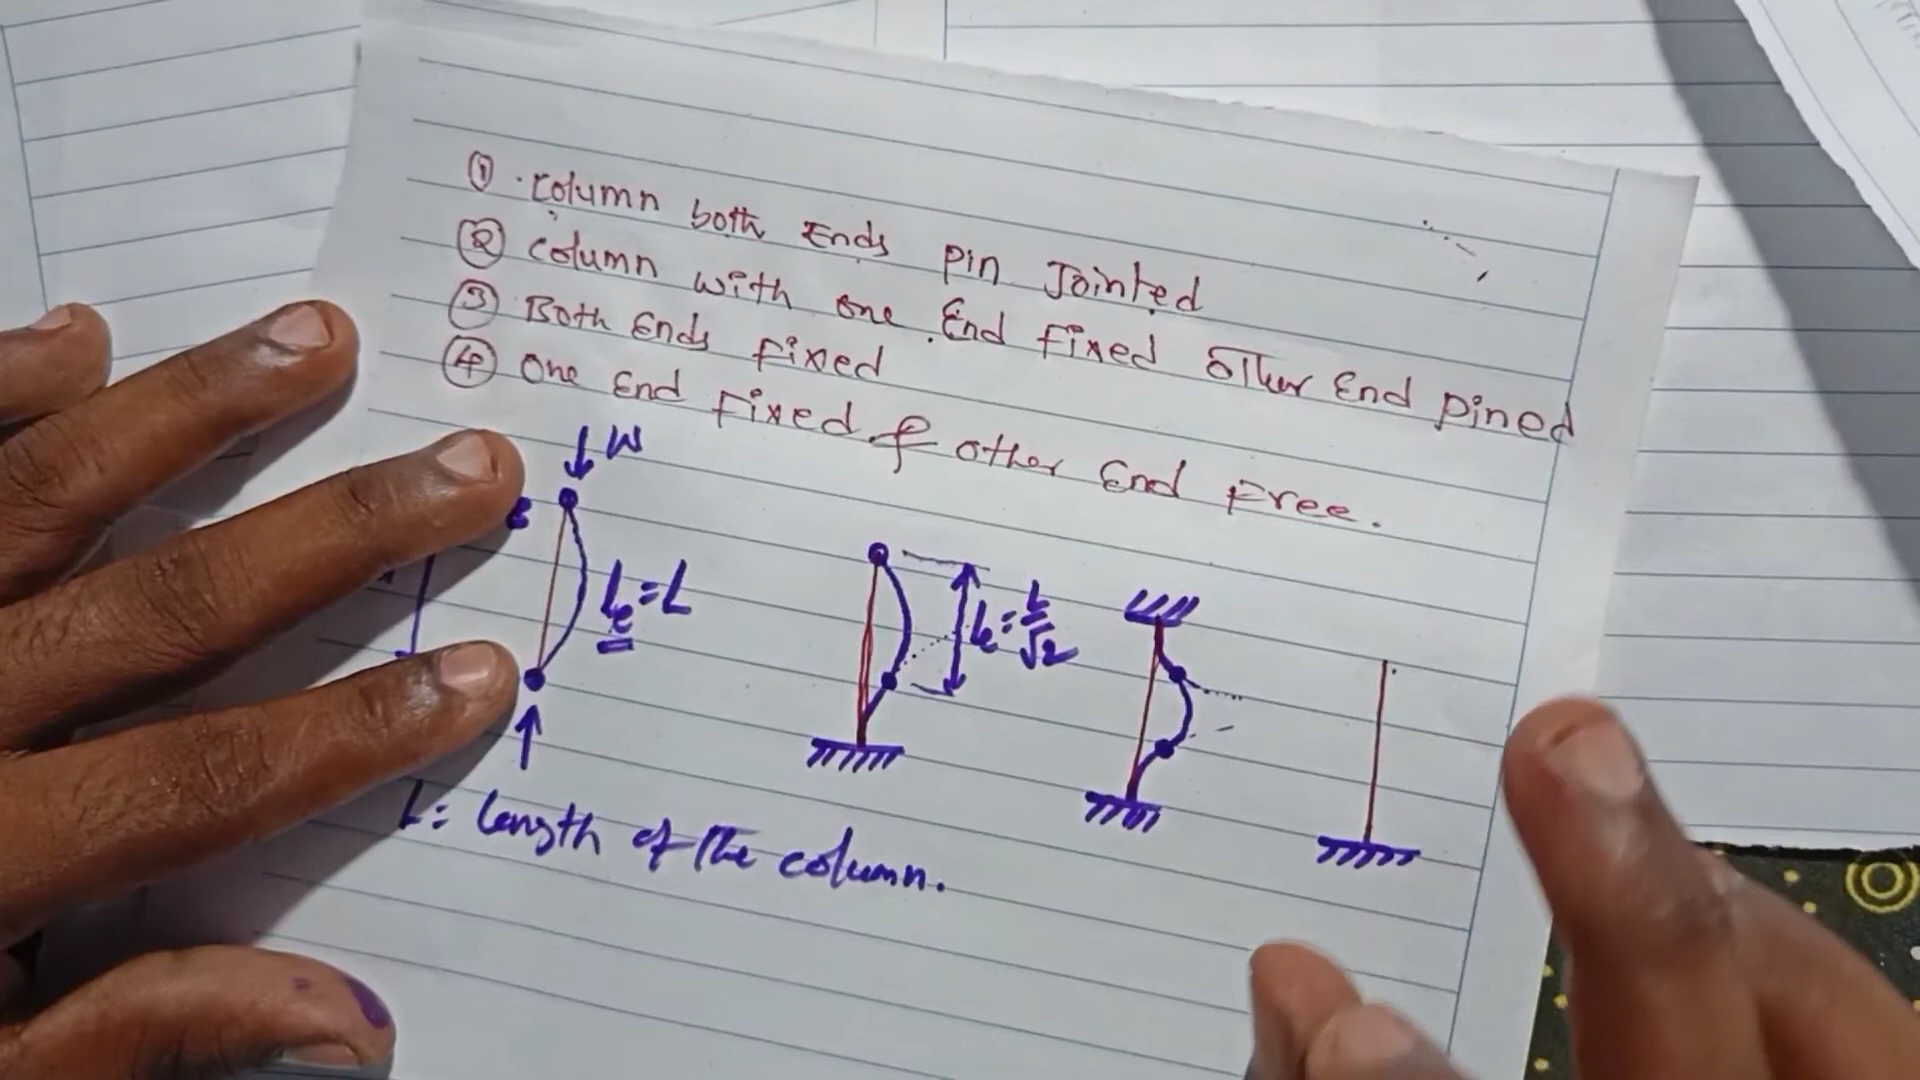 ① column both Ends Pin Jointed
② column with one End fixed other End pined
③ Both Ends fixed
④ One End fixed & other End Free.
W
Le=L
Le=L/√2
L= Length of The column.